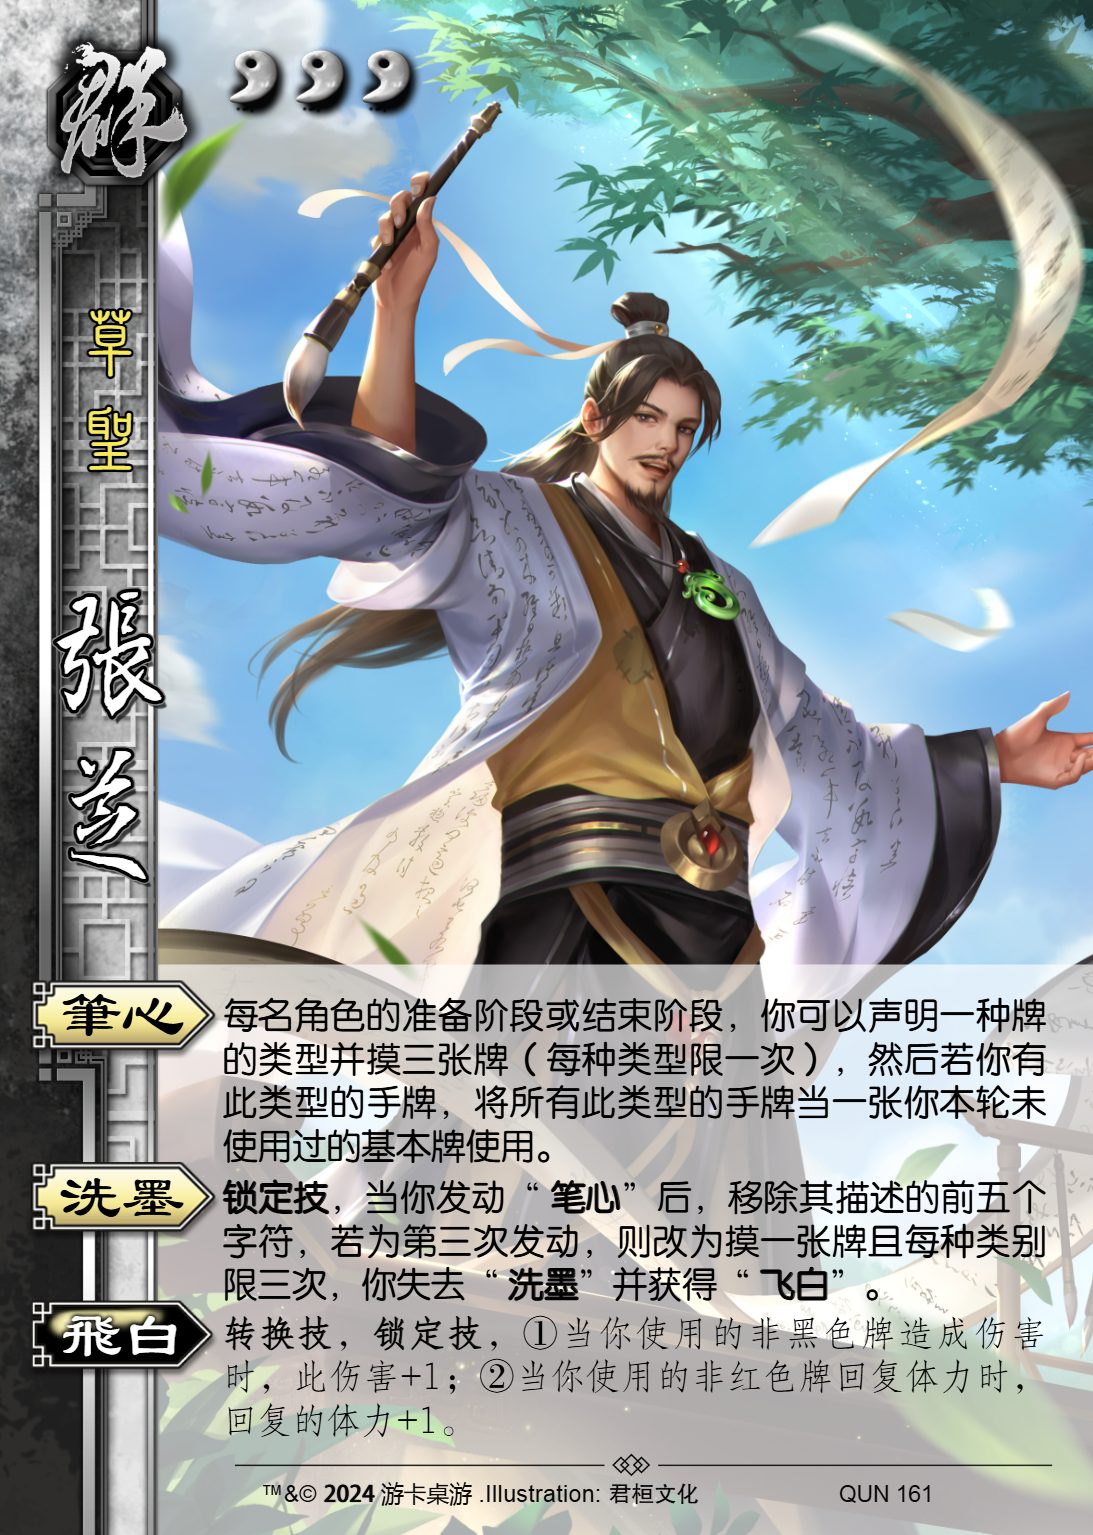 群
草聖
張芝
筆心
每名角色的准备阶段或结束阶段，你可以声明一种牌
的类型并摸三张牌（每种类型限一次），然后若你有
此类型的手牌，将所有此类型的手牌当一张你本轮未
使用过的基本牌使用。
洗墨
锁定技，当你发动“笔心”后，移除其描述的前五个
字符，若为第三次发动，则改为摸一张牌且每种类别
限三次，你失去“洗墨”并获得“飞白”。
飛白
转换技，锁定技，①当你使用的非黑色牌造成伤害
时，此伤害+1；②当你使用的非红色牌回复体力时，
回复的体力+1。
™&© 2024 游卡桌游 .Illustration: 君桓文化
QUN 161